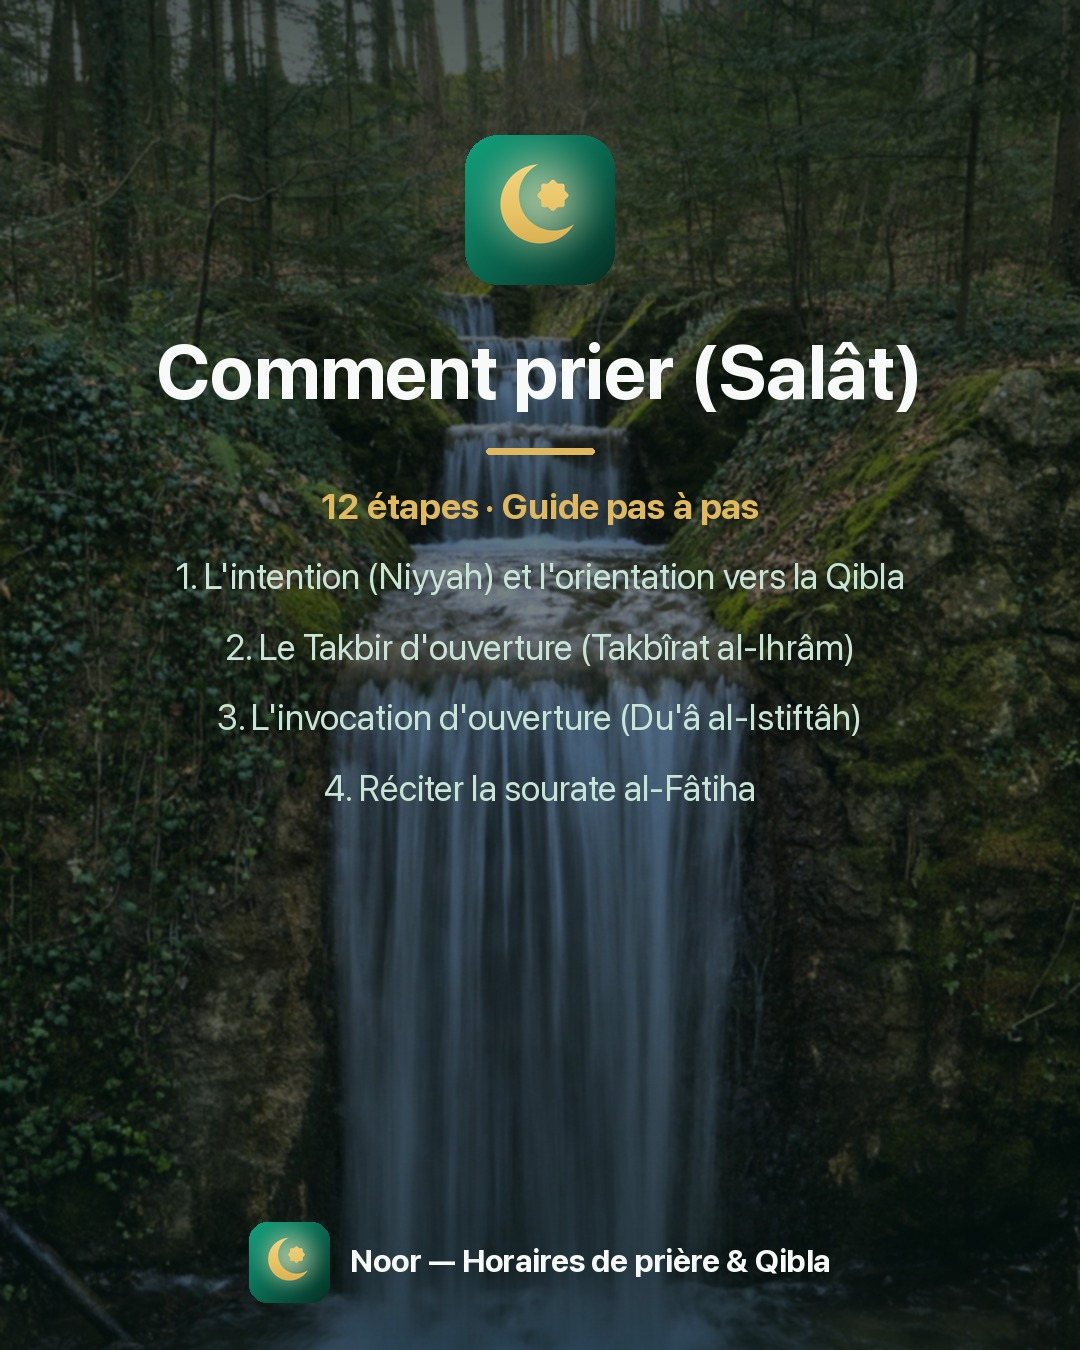 Comment prier (Salât)
12 étapes · Guide pas à pas
1. L'intention (Niyyah) et l'orientation vers la Qibla
2. Le Takbir d'ouverture (Takbîrat al-Ihrâm)
3. L'invocation d'ouverture (Du'â al-Istiftâh)
4. Réciter la sourate al-Fâtiha
Noor — Horaires de prière & Qibla